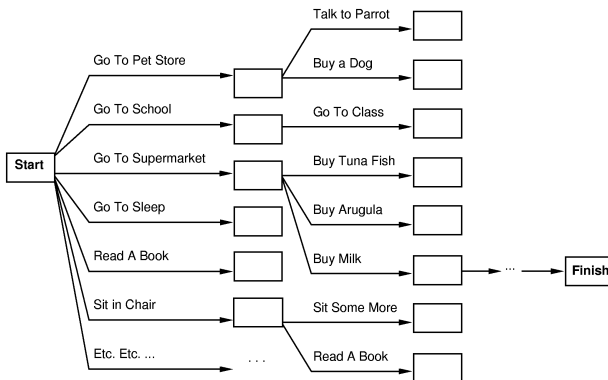 Talk to Parrot
Go To Pet Store
Buy a Dog
Go To School
Go To Class
Start
Go To Supermarket
Buy Tuna Fish
Go To Sleep
Buy Arugula
Read A Book
Buy Milk
...
Finish
Sit in Chair
Sit Some More
Etc. Etc. ...
. . .
Read A Book